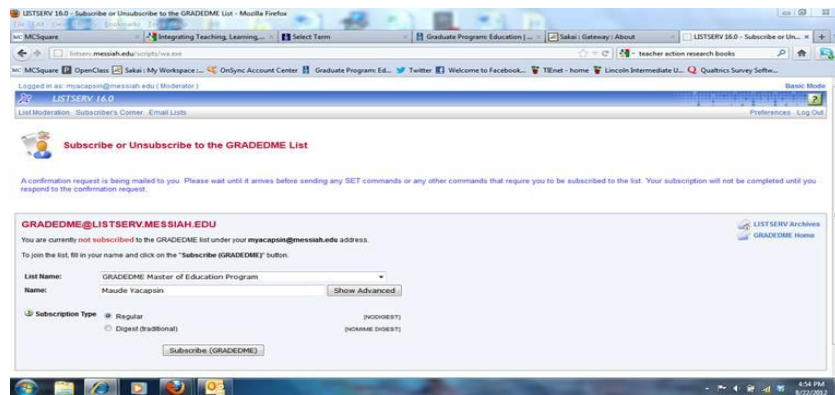 LISTSERV 16.0 - Subscribe or Unsubscribe to the GRADEDME List - Mozilla Firefox
MC MCSquare
Integrating Teaching, Learning,...
Select Term
Graduate Program: Education |...
Sakai : Gateway : About
LISTSERV 16.0 - Subscribe or Un...
listserv.messiah.edu/scripts/wa.exe
teacher action research books
MC MCSquare OpenClass Sakai : My Workspace :... OnSync Account Center Graduate Program: Ed... Twitter Welcome to Facebook... TIEnet - home Lincoln Intermediate U... Qualtrics Survey Softw...
Logged in as: myacapsin@messiah.edu ( Moderator )
Basic Mode
LISTSERV 16.0
List Moderation Subscriber's Corner Email Lists
Preferences Log Out
Subscribe or Unsubscribe to the GRADEDME List
A confirmation request is being mailed to you. Please wait until it arrives before sending any SET commands or any other commands that require you to be subscribed to the list. Your subscription will not be completed until you
respond to the confirmation request.
GRADEDME@LISTSERV.MESSIAH.EDU
LISTSERV Archives
GRADEDME Home
You are currently not subscribed to the GRADEDME list under your myacapsin@messiah.edu address.
To join the list, fill in your name and click on the "Subscribe (GRADEDME)" button.
List Name: GRADEDME Master of Education Program
Name: Maude Yacapsin Show Advanced
Subscription Type Regular [NODIGEST]
Digest (traditional) [NOMIME DIGEST]
Subscribe (GRADEDME)
4:54 PM
8/22/2012